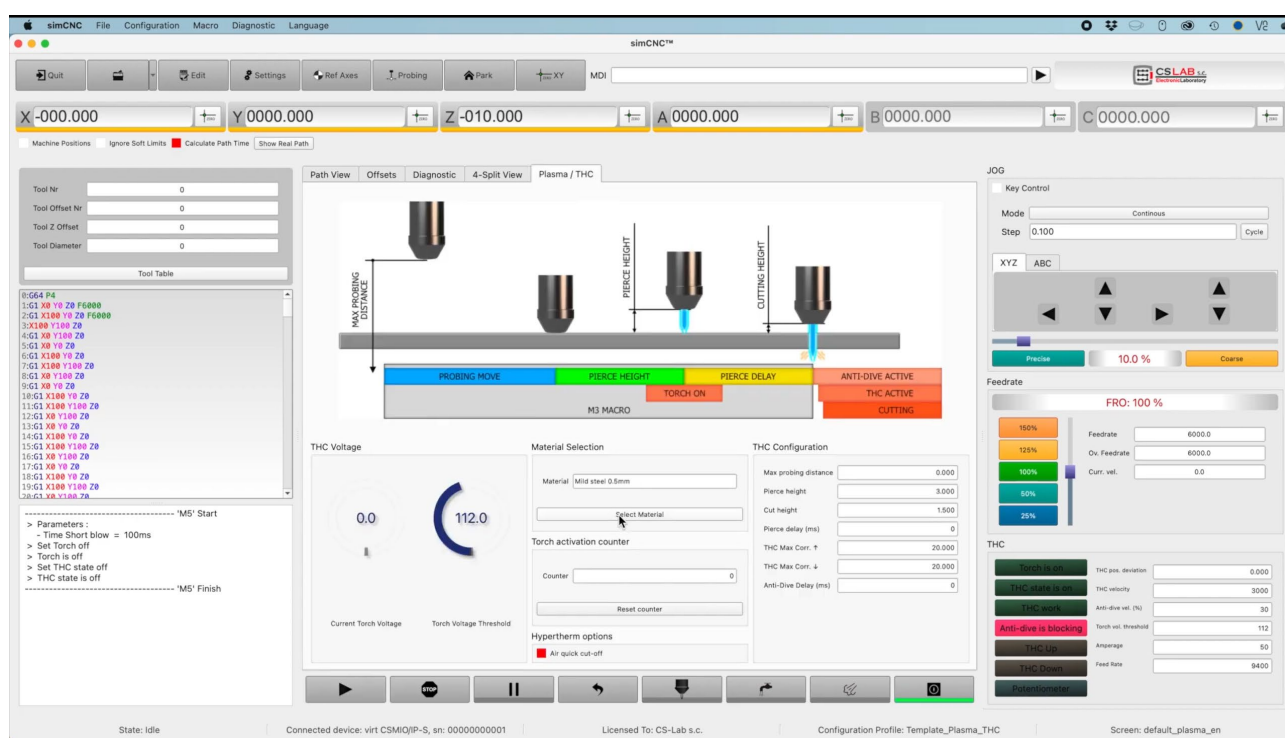 simCNC File Configuration Macro Diagnostic Language
simCNC™
Quit Edit Settings Ref Axes Probing Park XY MDI
CSLAB s.c.
ElectronicLaboratory
X -000.000 Y 0000.000 Z -010.000 A 0000.000 B 0000.000 C 0000.000
Machine Positions Ignore Soft Limits Calculate Path Time Show Real Path
Tool Nr 0
Tool Offset Nr 0
Tool Z Offset 0
Tool Diameter 0
Tool Table
0:G64 P4
1:G1 X0 Y0 Z0 F6000
2:G1 X100 Y0 Z0 F6000
3:X100 Y100 Z0
4:G1 X0 Y100 Z0
5:G1 X0 Y0 Z0
6:G1 X100 Y0 Z0
7:G1 X100 Y100 Z0
8:G1 X0 Y100 Z0
9:G1 X0 Y0 Z0
10:G1 X100 Y0 Z0
11:G1 X100 Y100 Z0
12:G1 X0 Y100 Z0
13:G1 X0 Y0 Z0
14:G1 X100 Y0 Z0
15:G1 X100 Y100 Z0
16:G1 X0 Y100 Z0
17:G1 X0 Y0 Z0
18:G1 X100 Y0 Z0
19:G1 X100 Y100 Z0
20:G1 X0 Y100 Z0
---------------------------------- 'M5' Start
> Parameters :
- Time Short blow = 100ms
> Set Torch off
> Torch is off
> Set THC state off
> THC state is off
---------------------------------- 'M5' Finish
Path View Offsets Diagnostic 4-Split View Plasma / THC
MAX PROBING DISTANCE
PIERCE HEIGHT
CUTTING HEIGHT
PROBING MOVE PIERCE HEIGHT PIERCE DELAY ANTI-DIVE ACTIVE
TORCH ON THC ACTIVE
M3 MACRO CUTTING
THC Voltage
0.0 112.0
Current Torch Voltage Torch Voltage Threshold
Material Selection
Material Mild steel 0.5mm
Select Material
Torch activation counter
Counter 0
Reset counter
Hypertherm options
Air quick cut-off
THC Configuration
Max probing distance 0.000
Pierce height 3.000
Cut height 1.500
Pierce delay (ms) 0
THC Max Corr. ↑ 20.000
THC Max Corr. ↓ 20.000
Anti-Dive Delay (ms) 0
STOP
JOG
Key Control
Mode Continous
Step 0.100 Cycle
XYZ ABC
Precise 10.0 % Coarse
Feedrate
FRO: 100 %
150%
125%
100%
50%
25%
Feedrate 6000.0
Ov. Feedrate 6000.0
Curr. vel. 0.0
THC
Torch is on THC pos. deviation 0.000
THC state is on THC velocity 3000
THC work Anti-dive vel. (%) 30
Anti-dive is blocking Torch vol. threshold 112
THC Up Amperage 50
THC Down Feed Rate 9400
Potentiometer
State: Idle Connected device: virt CSMIO/IP-S, sn: 00000000001 Licensed To: CS-Lab s.c. Configuration Profile: Template_Plasma_THC Screen: default_plasma_en